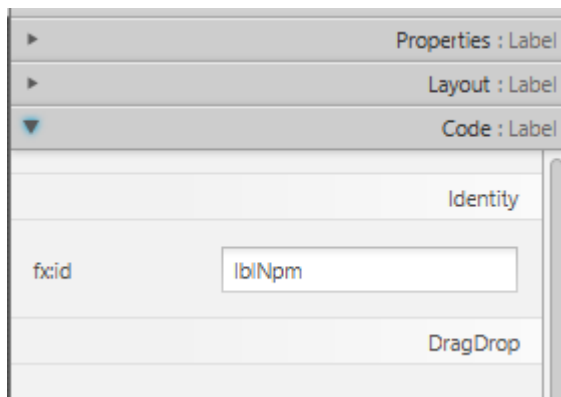 Properties : Label
Layout : Label
Code : Label
Identity
fx:id lblNpm
DragDrop